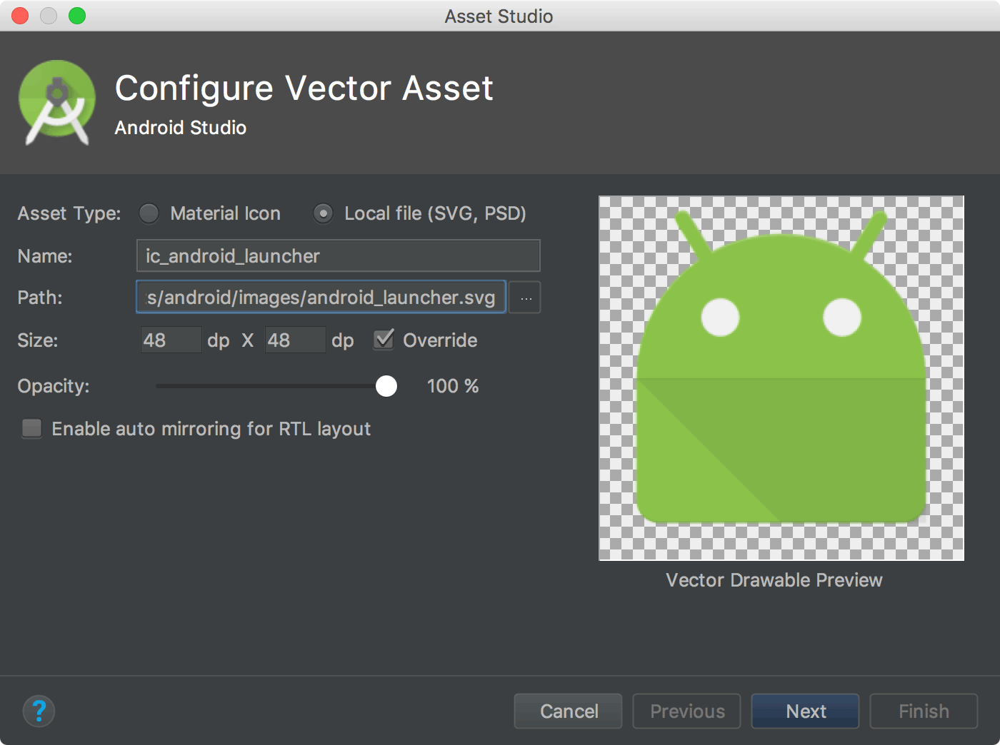 Asset Studio
Configure Vector Asset
Android Studio
Asset Type: Material Icon Local file (SVG, PSD)
Name: ic_android_launcher
Path: s/android/images/android_launcher.svg ...
Size: 48 dp X 48 dp Override
Opacity: 100 %
Enable auto mirroring for RTL layout
Vector Drawable Preview
? Cancel Previous Next Finish